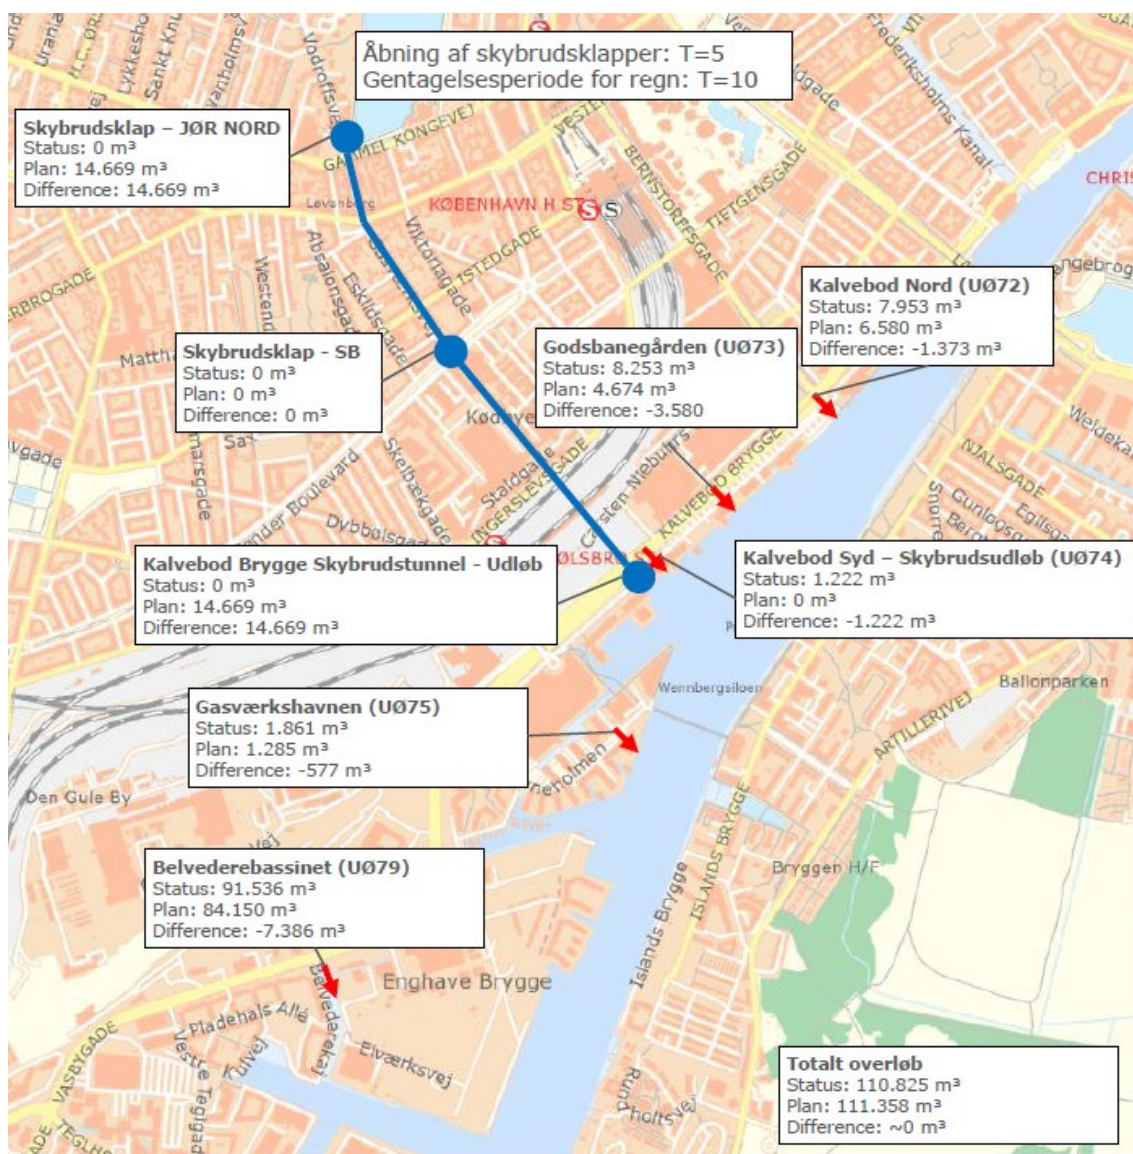 Åbning af skybrudsklapper: T=5
Gentagelsesperiode for regn: T=10
Skybrudsklap – JØR NORD
Status: 0 m³
Plan: 14.669 m³
Difference: 14.669 m³
Kalvebod Nord (UØ72)
Status: 7.953 m³
Plan: 6.580 m³
Difference: -1.373 m³
Godsbanegården (UØ73)
Status: 8.253 m³
Plan: 4.674 m³
Difference: -3.580
Skybrudsklap - SB
Status: 0 m³
Plan: 0 m³
Difference: 0 m³
Kalvebod Brygge Skybrudstunnel - Udløb
Status: 0 m³
Plan: 14.669 m³
Difference: 14.669 m³
Kalvebod Syd – Skybrudsudløb (UØ74)
Status: 1.222 m³
Plan: 0 m³
Difference: -1.222 m³
Gasværkshavnen (UØ75)
Status: 1.861 m³
Plan: 1.285 m³
Difference: -577 m³
Belvederebassinet (UØ79)
Status: 91.536 m³
Plan: 84.150 m³
Difference: -7.386 m³
Totalt overløb
Status: 110.825 m³
Plan: 111.358 m³
Difference: ~0 m³
Frederiksholms Kanal
GAMMEL KONGEVEJ
BERNSTORFFSGADE
TIETGENSGADE
CHRIS
KØBENHAVN H ST
S
S
Løvenborg
Viktoriagade
ISTEDGADE
Absalonsgade
Eskildsgade
Gasværksvej
Westend
Skelbækgade
Staldgade
INGERSLEVSGADE
Carsten Niebuhrs
KALVEBOD BRYGGE
NJALSGADE
Weidekam
Egilsgade
Dybbølsgade
Wennbergsiloen
Ballonparken
ARTILLERIVEJ
Den Gule By
ISLANDS BRYGGE
Islands Brygge
Bryggen H/F
Enghave Brygge
Belvederekaj
Pladehals Allé
Elværksvej
VASBYGADE